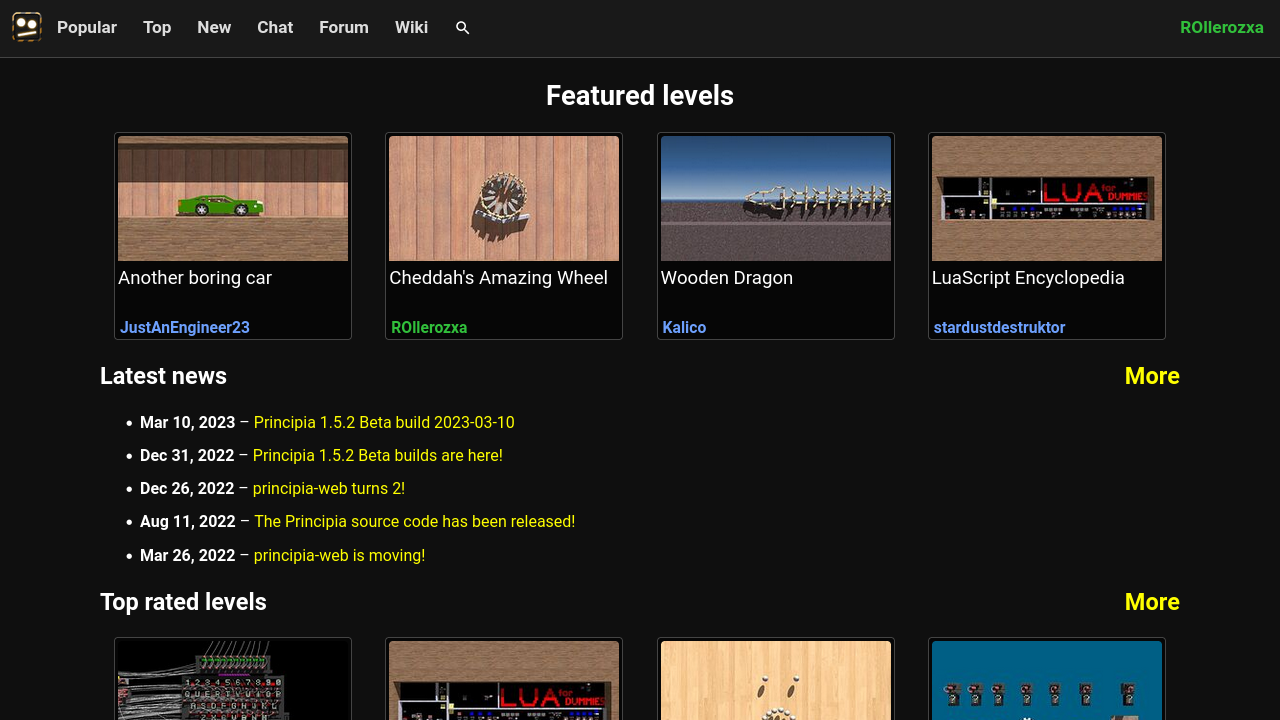 Popular Top New Chat Forum Wiki ROllerozxa
Featured levels
LUA for DUMMIES
Another boring car
Cheddah's Amazing Wheel
Wooden Dragon
LuaScript Encyclopedia
JustAnEngineer23
ROllerozxa
Kalico
stardustdestruktor
Latest news More
• Mar 10, 2023 – Principia 1.5.2 Beta build 2023-03-10
• Dec 31, 2022 – Principia 1.5.2 Beta builds are here!
• Dec 26, 2022 – principia-web turns 2!
• Aug 11, 2022 – The Principia source code has been released!
• Mar 26, 2022 – principia-web is moving!
Top rated levels More
1 2 3 4 5 6 7 8 9 0
Q W E R T Y U I O P
A S D F G H J K L
LUA for DUMMIES